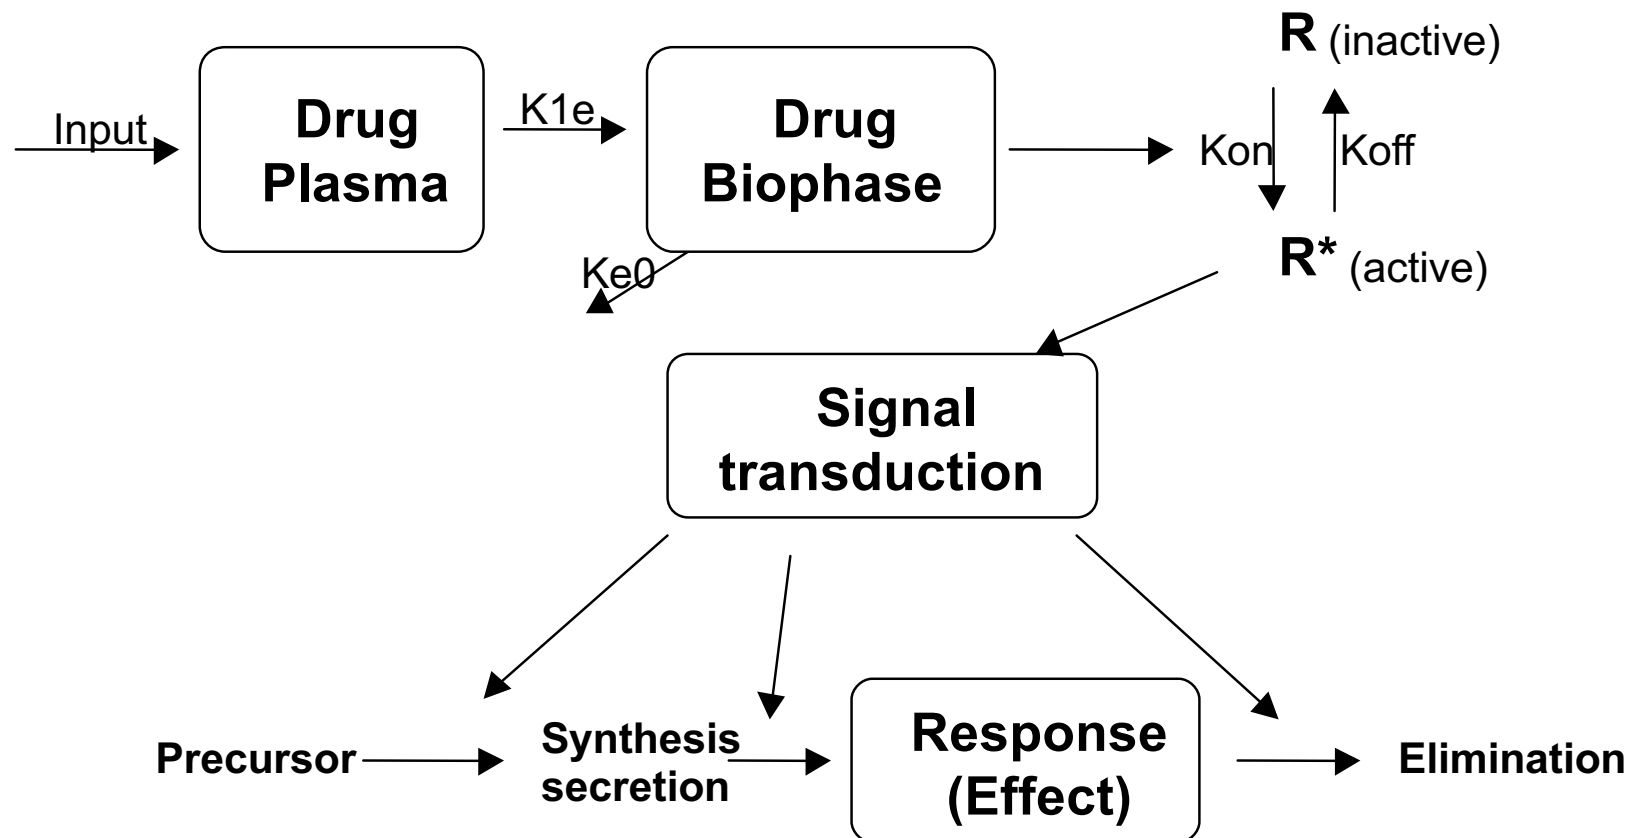 R (inactive)
Input
Drug
Plasma
K1e
Drug
Biophase
Kon
Koff
Ke0
R* (active)
Signal
transduction
Precursor
Synthesis
secretion
Response
(Effect)
Elimination